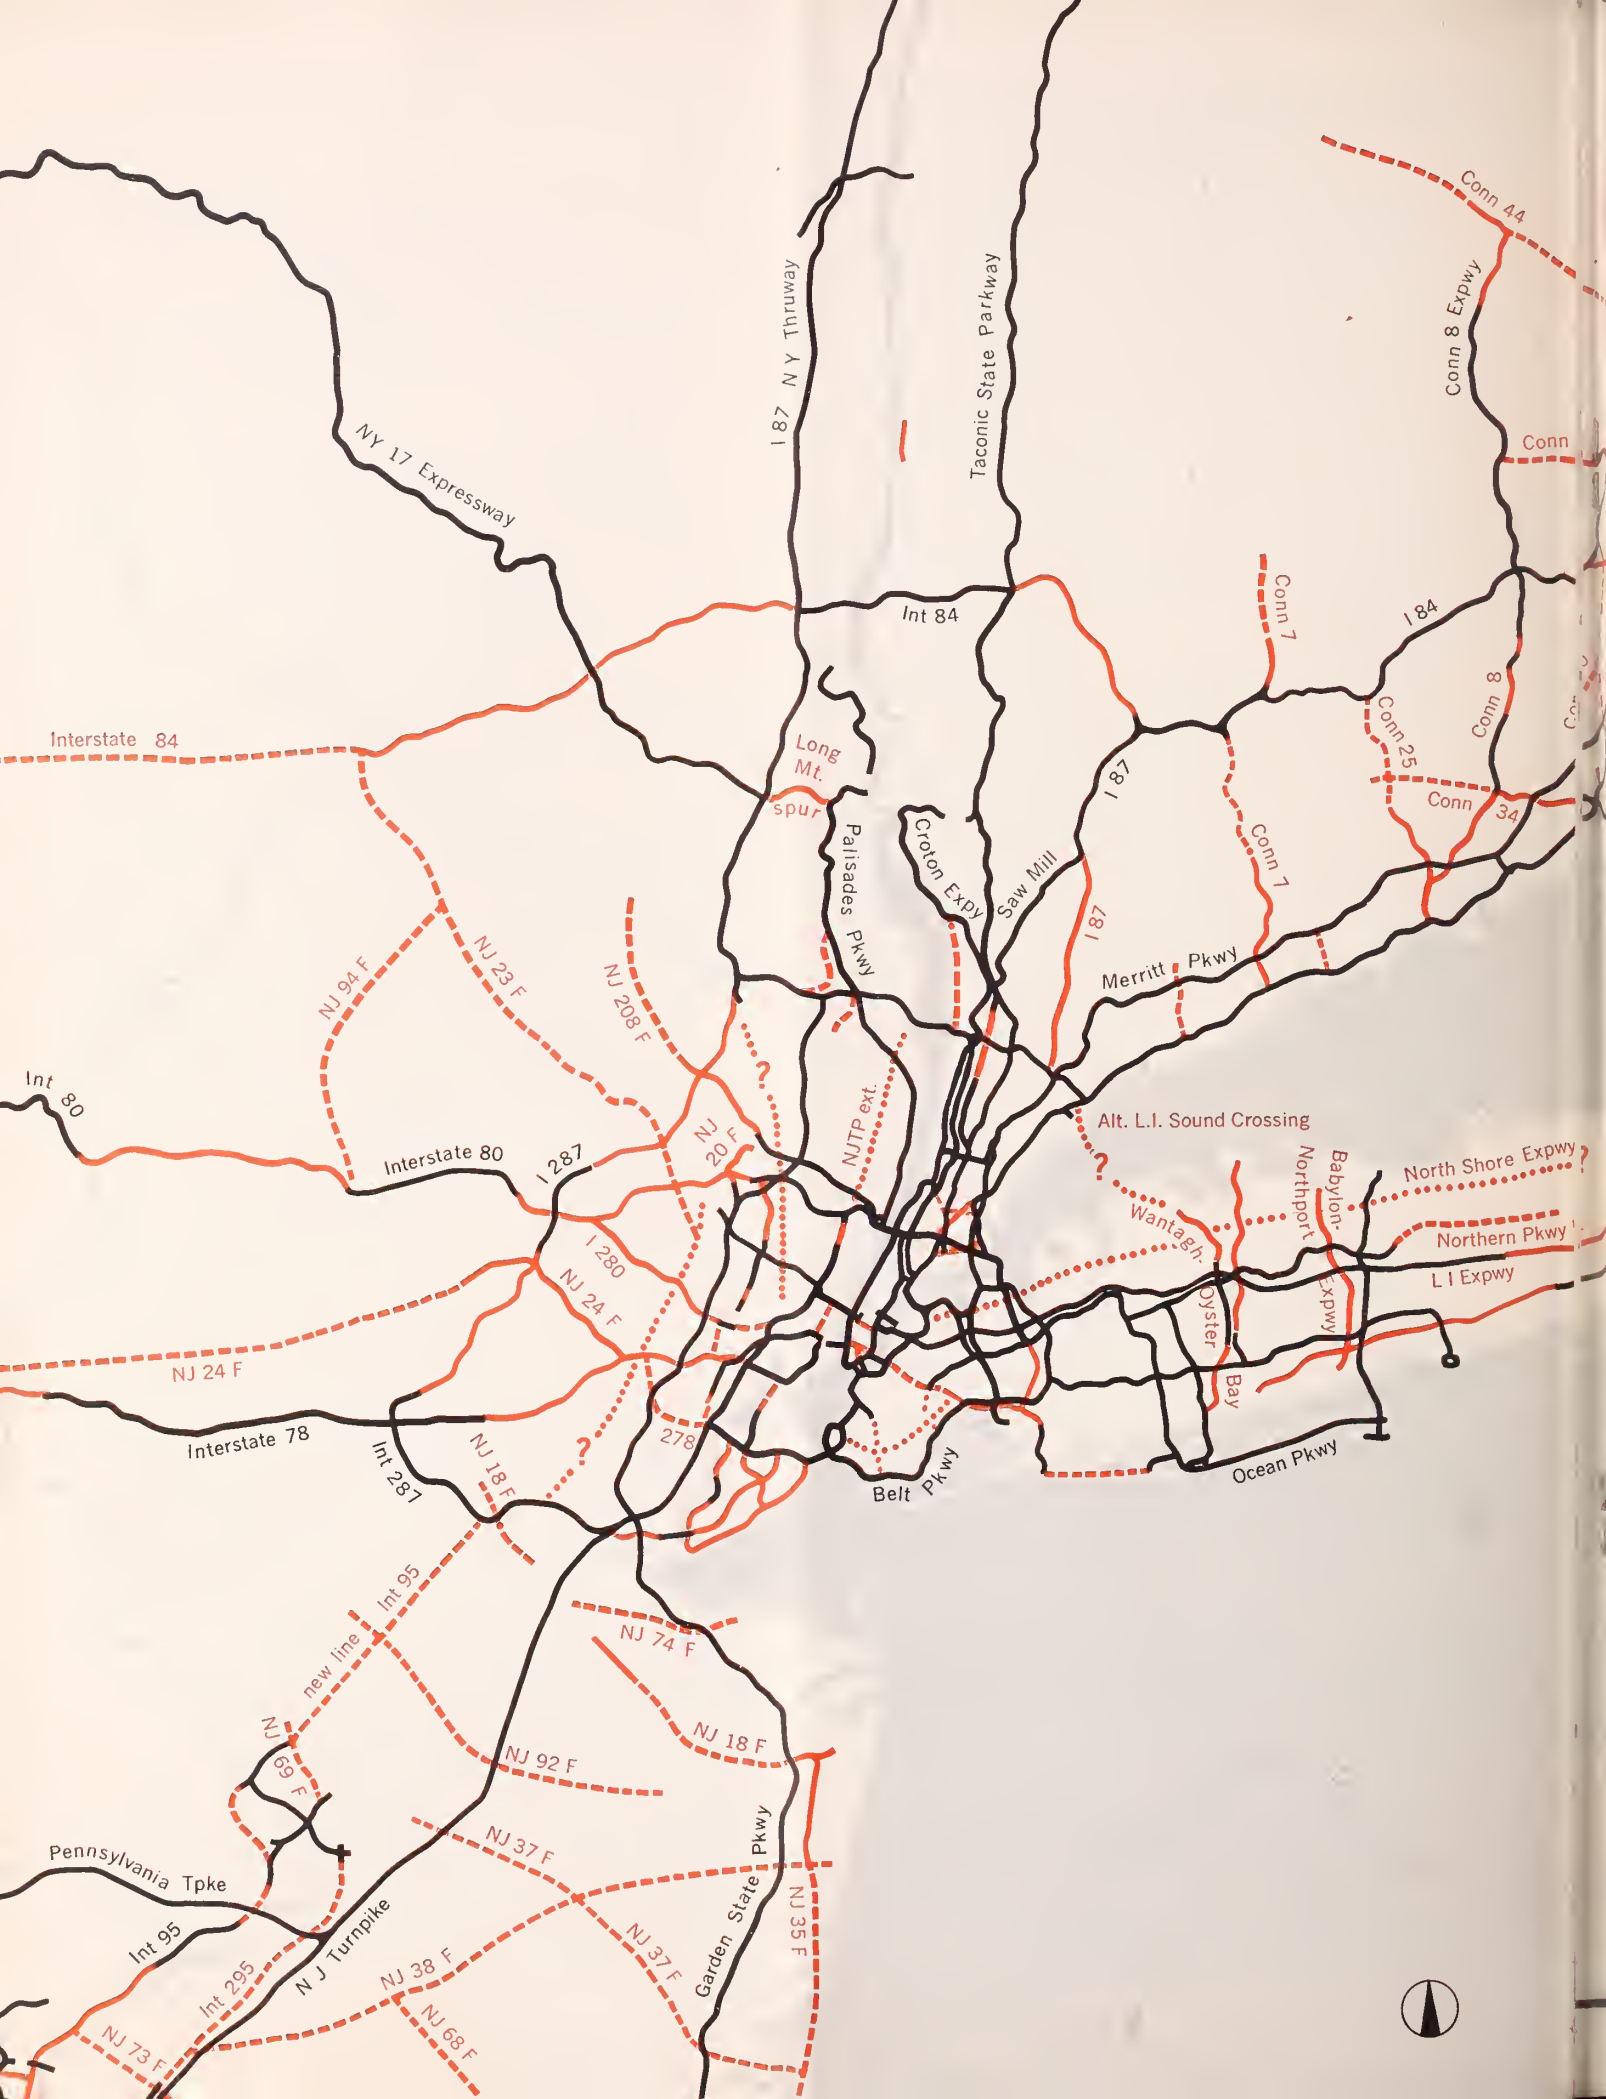 Conn 44
Conn 8 Expwy
I 87 N Y Thruway
Taconic State Parkway
Conn
NY 17 Expressway
Int 84
Conn 7
I 84
Interstate 84
Long
Mt.
spur
Conn 25
Conn 8
Conn 34
I 87
Palisades Pkwy
Croton Expy
Saw Mill
Conn 7
I 87
NJ 94 F
NJ 23 F
NJ 208 F
Merritt Pkwy
Int 80
?
NJTP ext.
NJ
20 F
Alt. L.I. Sound Crossing
?
Interstate 80
I 287
Northport
Babylon-
Expwy
North Shore Expwy ?
Wantagh-
Oyster
Bay
Northern Pkwy
L I Expwy
I 280
NJ 24 F
NJ 24 F
Interstate 78
278
?
NJ 18 F
Int 287
Belt Pkwy
Ocean Pkwy
new line Int 95
NJ 74 F
NJ 18 F
NJ 69 F
NJ 92 F
NJ 37 F
Pennsylvania Tpke
Garden State Pkwy
NJ 35 F
Int 95
Int 295
N J Turnpike
NJ 38 F
NJ 37 F
NJ 68 F
NJ 73 F